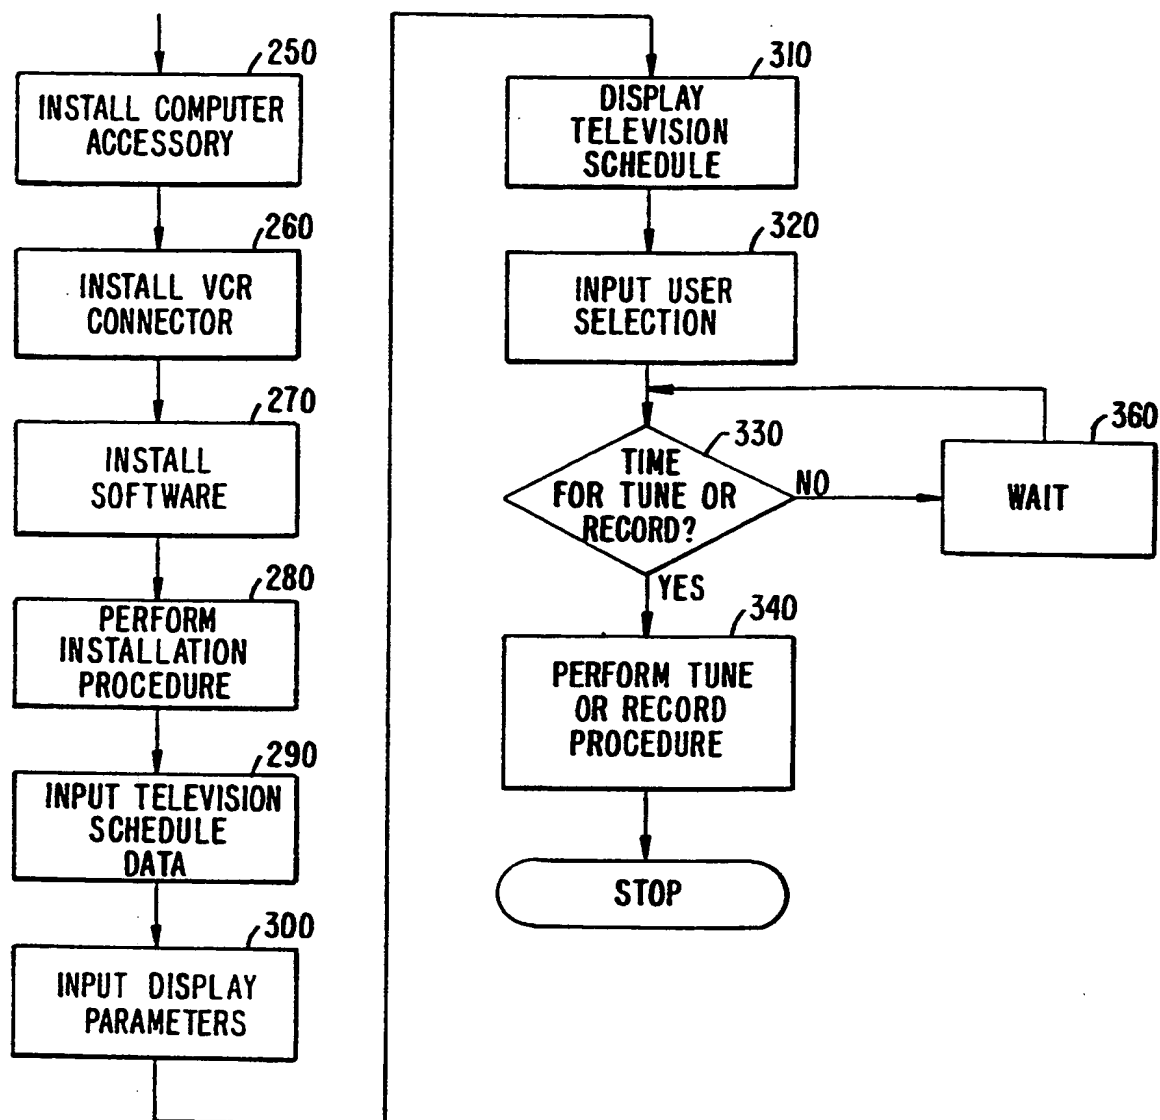 250
INSTALL COMPUTER
ACCESSORY
260
INSTALL VCR
CONNECTOR
270
INSTALL
SOFTWARE
280
PERFORM
INSTALLATION
PROCEDURE
290
INPUT TELEVISION
SCHEDULE
DATA
300
INPUT DISPLAY
PARAMETERS
310
DISPLAY
TELEVISION
SCHEDULE
320
INPUT USER
SELECTION
330
TIME
FOR TUNE OR
RECORD?
NO
360
WAIT
YES
340
PERFORM TUNE
OR RECORD
PROCEDURE
STOP